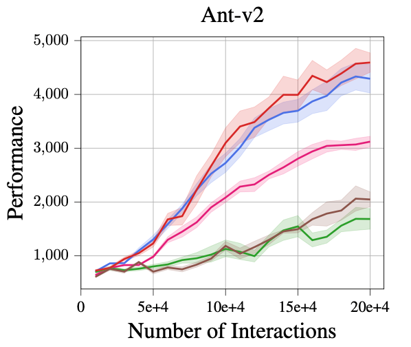 Ant-v2
5,000
4,000
3,000
2,000
1,000
Performance
0
5e+4
10e+4
15e+4
20e+4
Number of Interactions